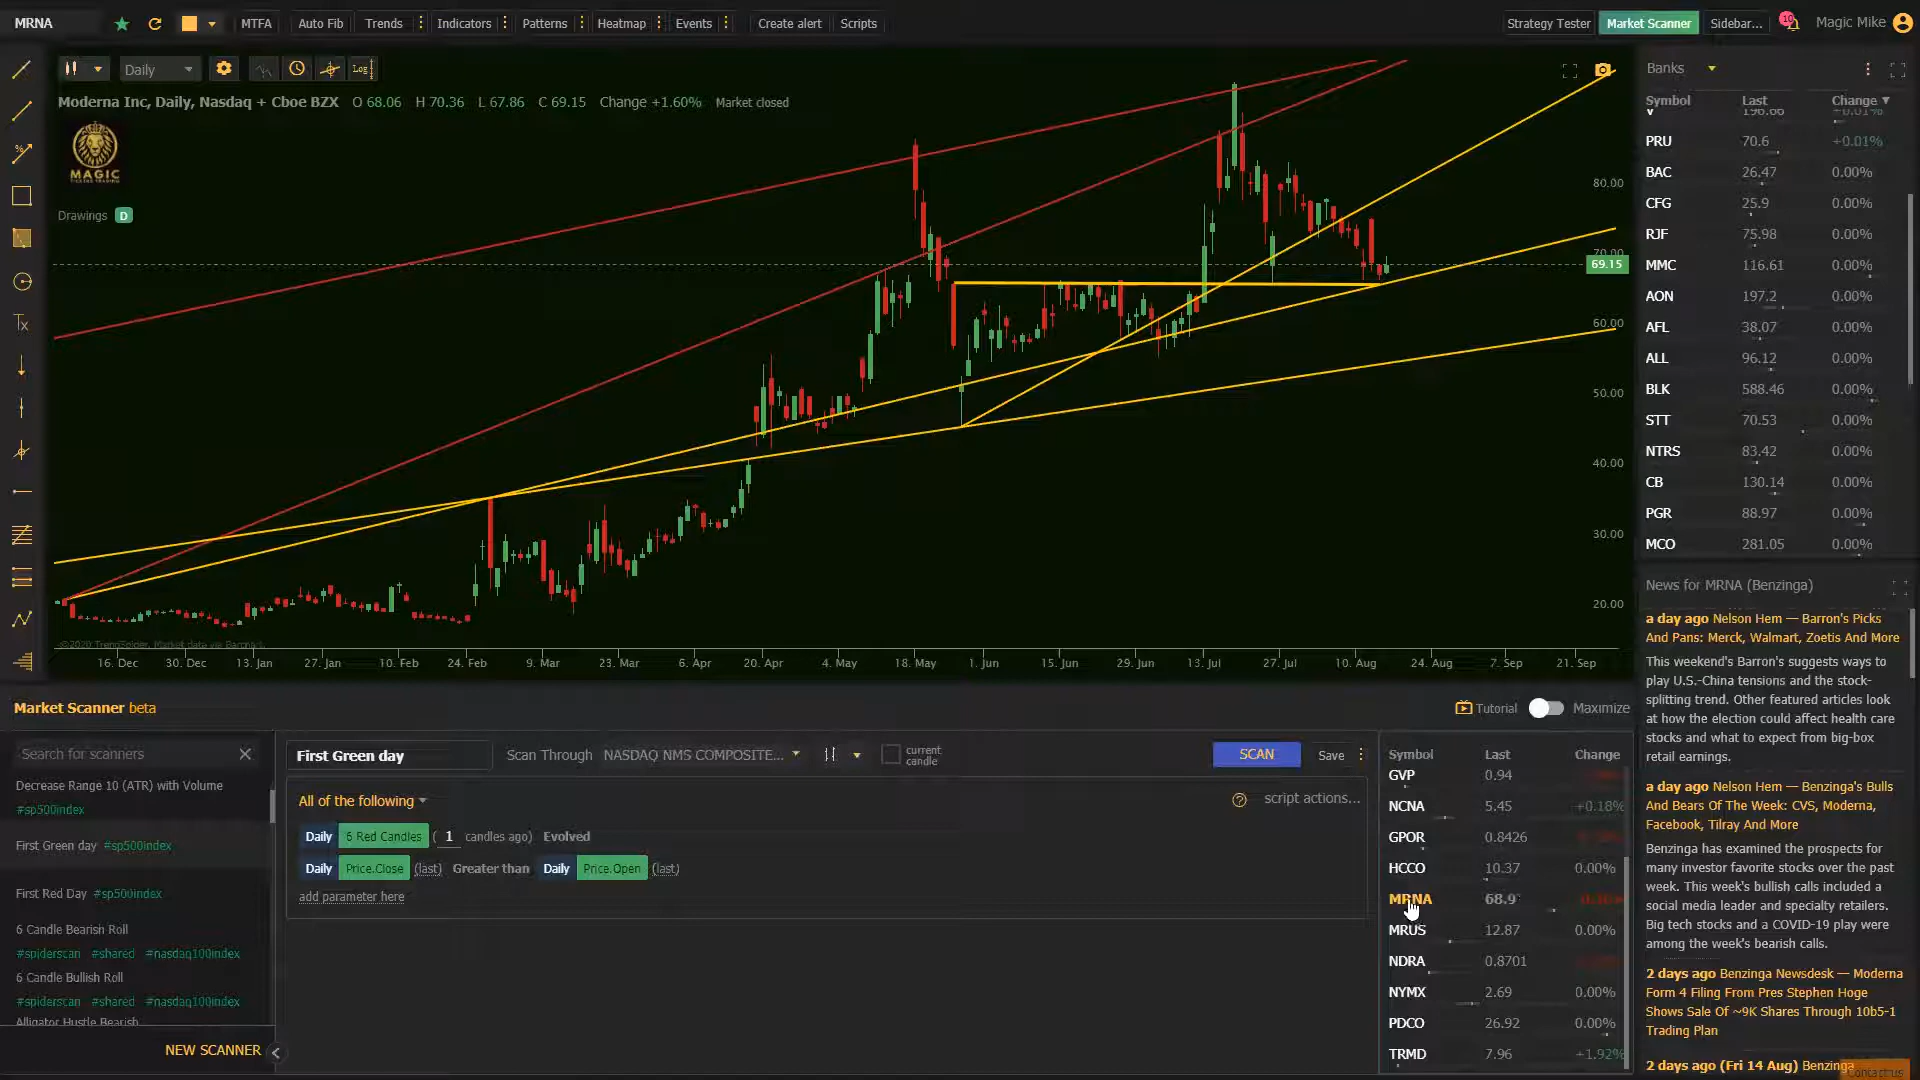 MRNA
MTFA
Auto Fib
Trends
Indicators
Patterns
Heatmap
Events
Create alert
Scripts
Strategy Tester
Market Scanner
Sidebar...
10
Magic Mike
Daily
Log
Moderna Inc, Daily, Nasdaq + Cboe BZX O 68.06 H 70.36 L 67.86 C 69.15 Change +1.60% Market closed
MAGIC
Drawings D
80.00
70.00
69.15
60.00
50.00
40.00
30.00
20.00
©2020 TrendSpider, Market data via Barchart.
16. Dec 30. Dec 13. Jan 27. Jan 10. Feb 24. Feb 9. Mar 23. Mar 6. Apr 20. Apr 4. May 18. May 1. Jun 15. Jun 29. Jun 13. Jul 27. Jul 10. Aug 24. Aug 7. Sep 21. Sep
Banks
Symbol Last Change
V 196.66 +0.01%
PRU 70.6 +0.01%
BAC 26.47 0.00%
CFG 25.9 0.00%
RJF 75.98 0.00%
MMC 116.61 0.00%
AON 197.2 0.00%
AFL 38.07 0.00%
ALL 96.12 0.00%
BLK 588.46 0.00%
STT 70.53 0.00%
NTRS 83.42 0.00%
CB 130.14 0.00%
PGR 88.97 0.00%
MCO 281.05 0.00%
News for MRNA (Benzinga)
a day ago Nelson Hem — Barron's Picks
And Pans: Merck, Walmart, Zoetis And More
This weekend's Barron's suggests ways to
play U.S.-China tensions and the stock-
splitting trend. Other featured articles look
at how the election could affect health care
stocks and what to expect from big-box
retail earnings.
a day ago Nelson Hem — Benzinga's Bulls
And Bears Of The Week: CVS, Moderna,
Facebook, Tilray And More
Benzinga has examined the prospects for
many investor favorite stocks over the past
week. This week's bullish calls included a
social media leader and specialty retailers.
Big tech stocks and a COVID-19 play were
among the week's bearish calls.
2 days ago Benzinga Newsdesk — Moderna
Form 4 Filing From Pres Stephen Hoge
Shows Sale Of ~9K Shares Through 10b5-1
Trading Plan
2 days ago (Fri 14 Aug) Benzinga
Contact us
Market Scanner beta
Tutorial
Maximize
Search for scanners
Decrease Range 10 (ATR) with Volume
#sp500index
First Green day #sp500index
First Red Day #sp500index
6 Candle Bearish Roll
#spiderscan #shared #nasdaq100index
6 Candle Bullish Roll
#spiderscan #shared #nasdaq100index
Alligator Hustle Bearish
NEW SCANNER
First Green day
Scan Through NASDAQ NMS COMPOSITE...
current
candle
SCAN
Save
All of the following
script actions...
Daily 6 Red Candles ( 1 candles ago) Evolved
Daily Price.Close (last) Greater than Daily Price.Open (last)
add parameter here
Symbol Last Change
GVP 0.94
NCNA 5.45 +0.18%
GPOR 0.8426
HCCO 10.37 0.00%
MRNA 68.9
MRUS 12.87 0.00%
NDRA 0.8701
NYMX 2.69 0.00%
PDCO 26.92 0.00%
TRMD 7.96 +1.92%